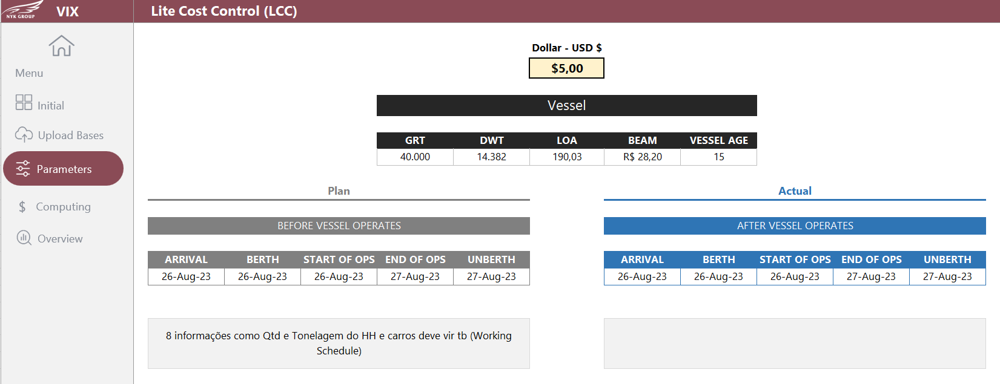 NYK GROUP
VIX
Lite Cost Control (LCC)
Menu
Initial
Upload Bases
Parameters
$ Computing
Overview
Dollar - USD $
$5,00
Vessel
GRT DWT LOA BEAM VESSEL AGE
40.000 14.382 190,03 R$ 28,20 15
Plan
BEFORE VESSEL OPERATES
ARRIVAL BERTH START OF OPS END OF OPS UNBERTH
26-Aug-23 26-Aug-23 26-Aug-23 27-Aug-23 27-Aug-23
8 informações como Qtd e Tonelagem do HH e carros deve vir tb (Working
Schedule)
Actual
AFTER VESSEL OPERATES
ARRIVAL BERTH START OF OPS END OF OPS UNBERTH
26-Aug-23 26-Aug-23 26-Aug-23 27-Aug-23 27-Aug-23